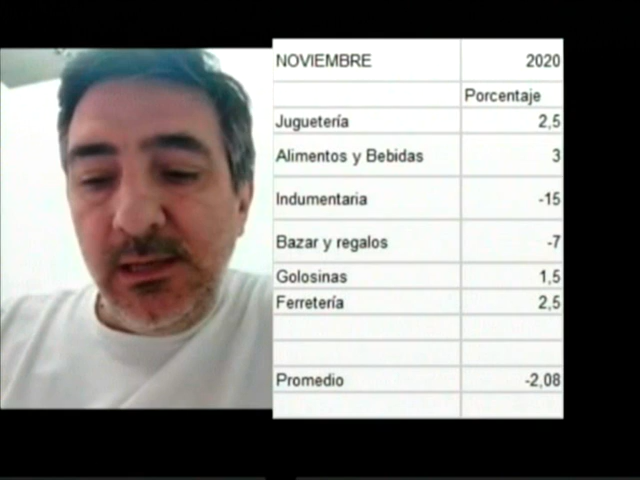 NOVIEMBRE 2020
Porcentaje
Juguetería 2,5
Alimentos y Bebidas 3
Indumentaria -15
Bazar y regalos -7
Golosinas 1,5
Ferretería 2,5
Promedio -2,08